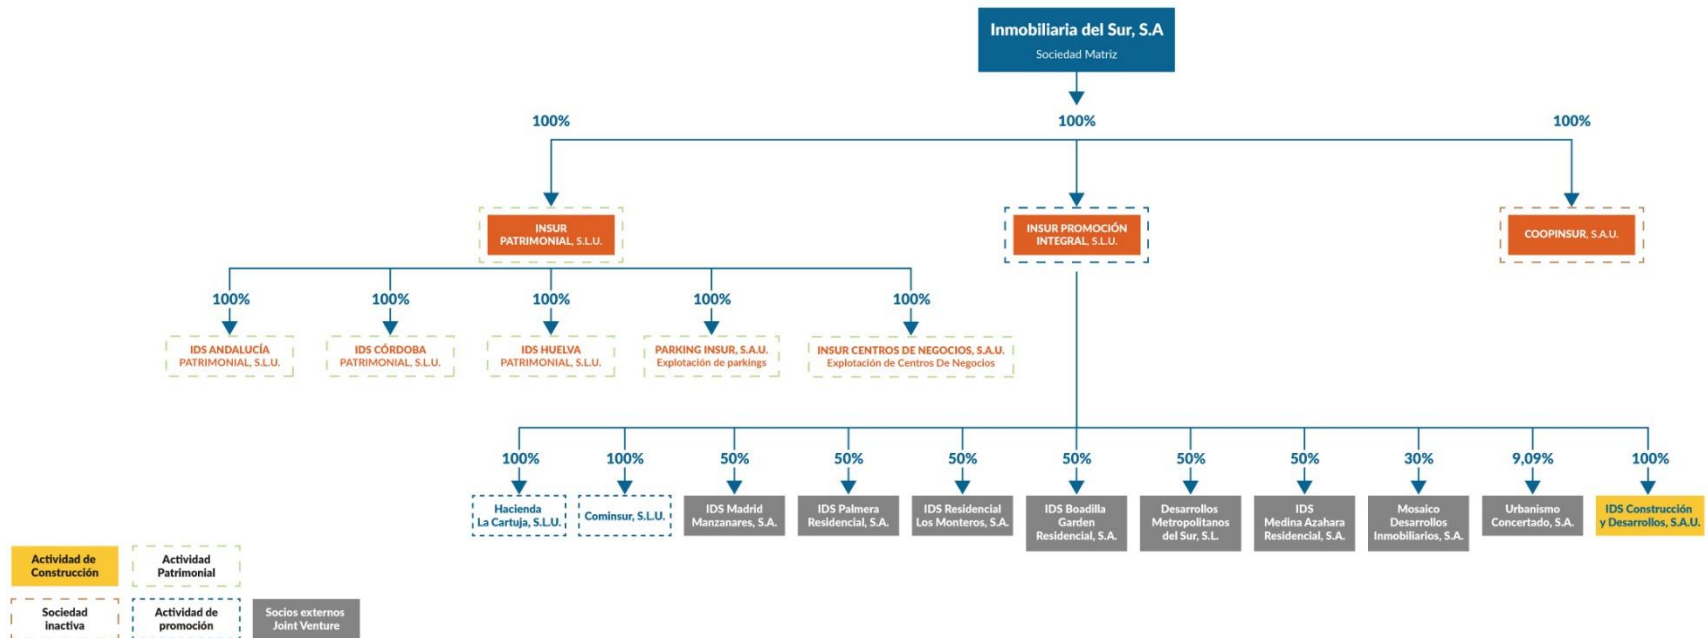 Inmobiliaria del Sur, S.A
Sociedad Matriz
100%
100%
100%
INSUR
PATRIMONIAL, S.L.U.
INSUR PROMOCIÓN
INTEGRAL, S.L.U.
COOPINSUR, S.A.U.
100%
100%
100%
100%
100%
IDS ANDALUCÍA
PATRIMONIAL, S.L.U.
IDS CÓRDOBA
PATRIMONIAL, S.L.U.
IDS HUELVA
PATRIMONIAL, S.L.U.
PARKING INSUR, S.A.U.
Explotación de parkings
INSUR CENTROS DE NEGOCIOS, S.A.U.
Explotación de Centros De Negocios
100%
100%
50%
50%
50%
50%
50%
50%
30%
9,09%
100%
Hacienda
La Cartuja, S.L.U.
Cominsur, S.L.U.
IDS Madrid
Manzanares, S.A.
IDS Palmera
Residencial, S.A.
IDS Residencial
Los Monteros, S.A.
IDS Boadilla
Garden
Residencial, S.A.
Desarrollos
Metropolitanos
del Sur, S.L.
IDS
Medina Azahara
Residencial, S.A.
Mosaico
Desarrollos
Inmobiliarios, S.A.
Urbanismo
Concertado, S.A.
IDS Construcción
y Desarrollos, S.A.U.
Actividad de
Construcción
Actividad
Patrimonial
Sociedad
inactiva
Actividad de
promoción
Socios externos
Joint Venture